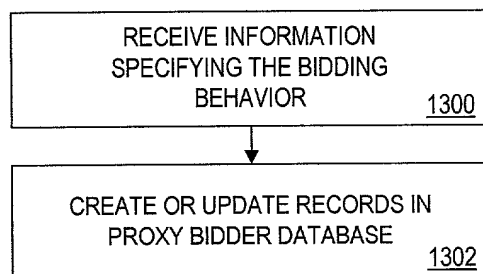 RECEIVE INFORMATION
SPECIFYING THE BIDDING
BEHAVIOR
1300
CREATE OR UPDATE RECORDS IN
PROXY BIDDER DATABASE
1302